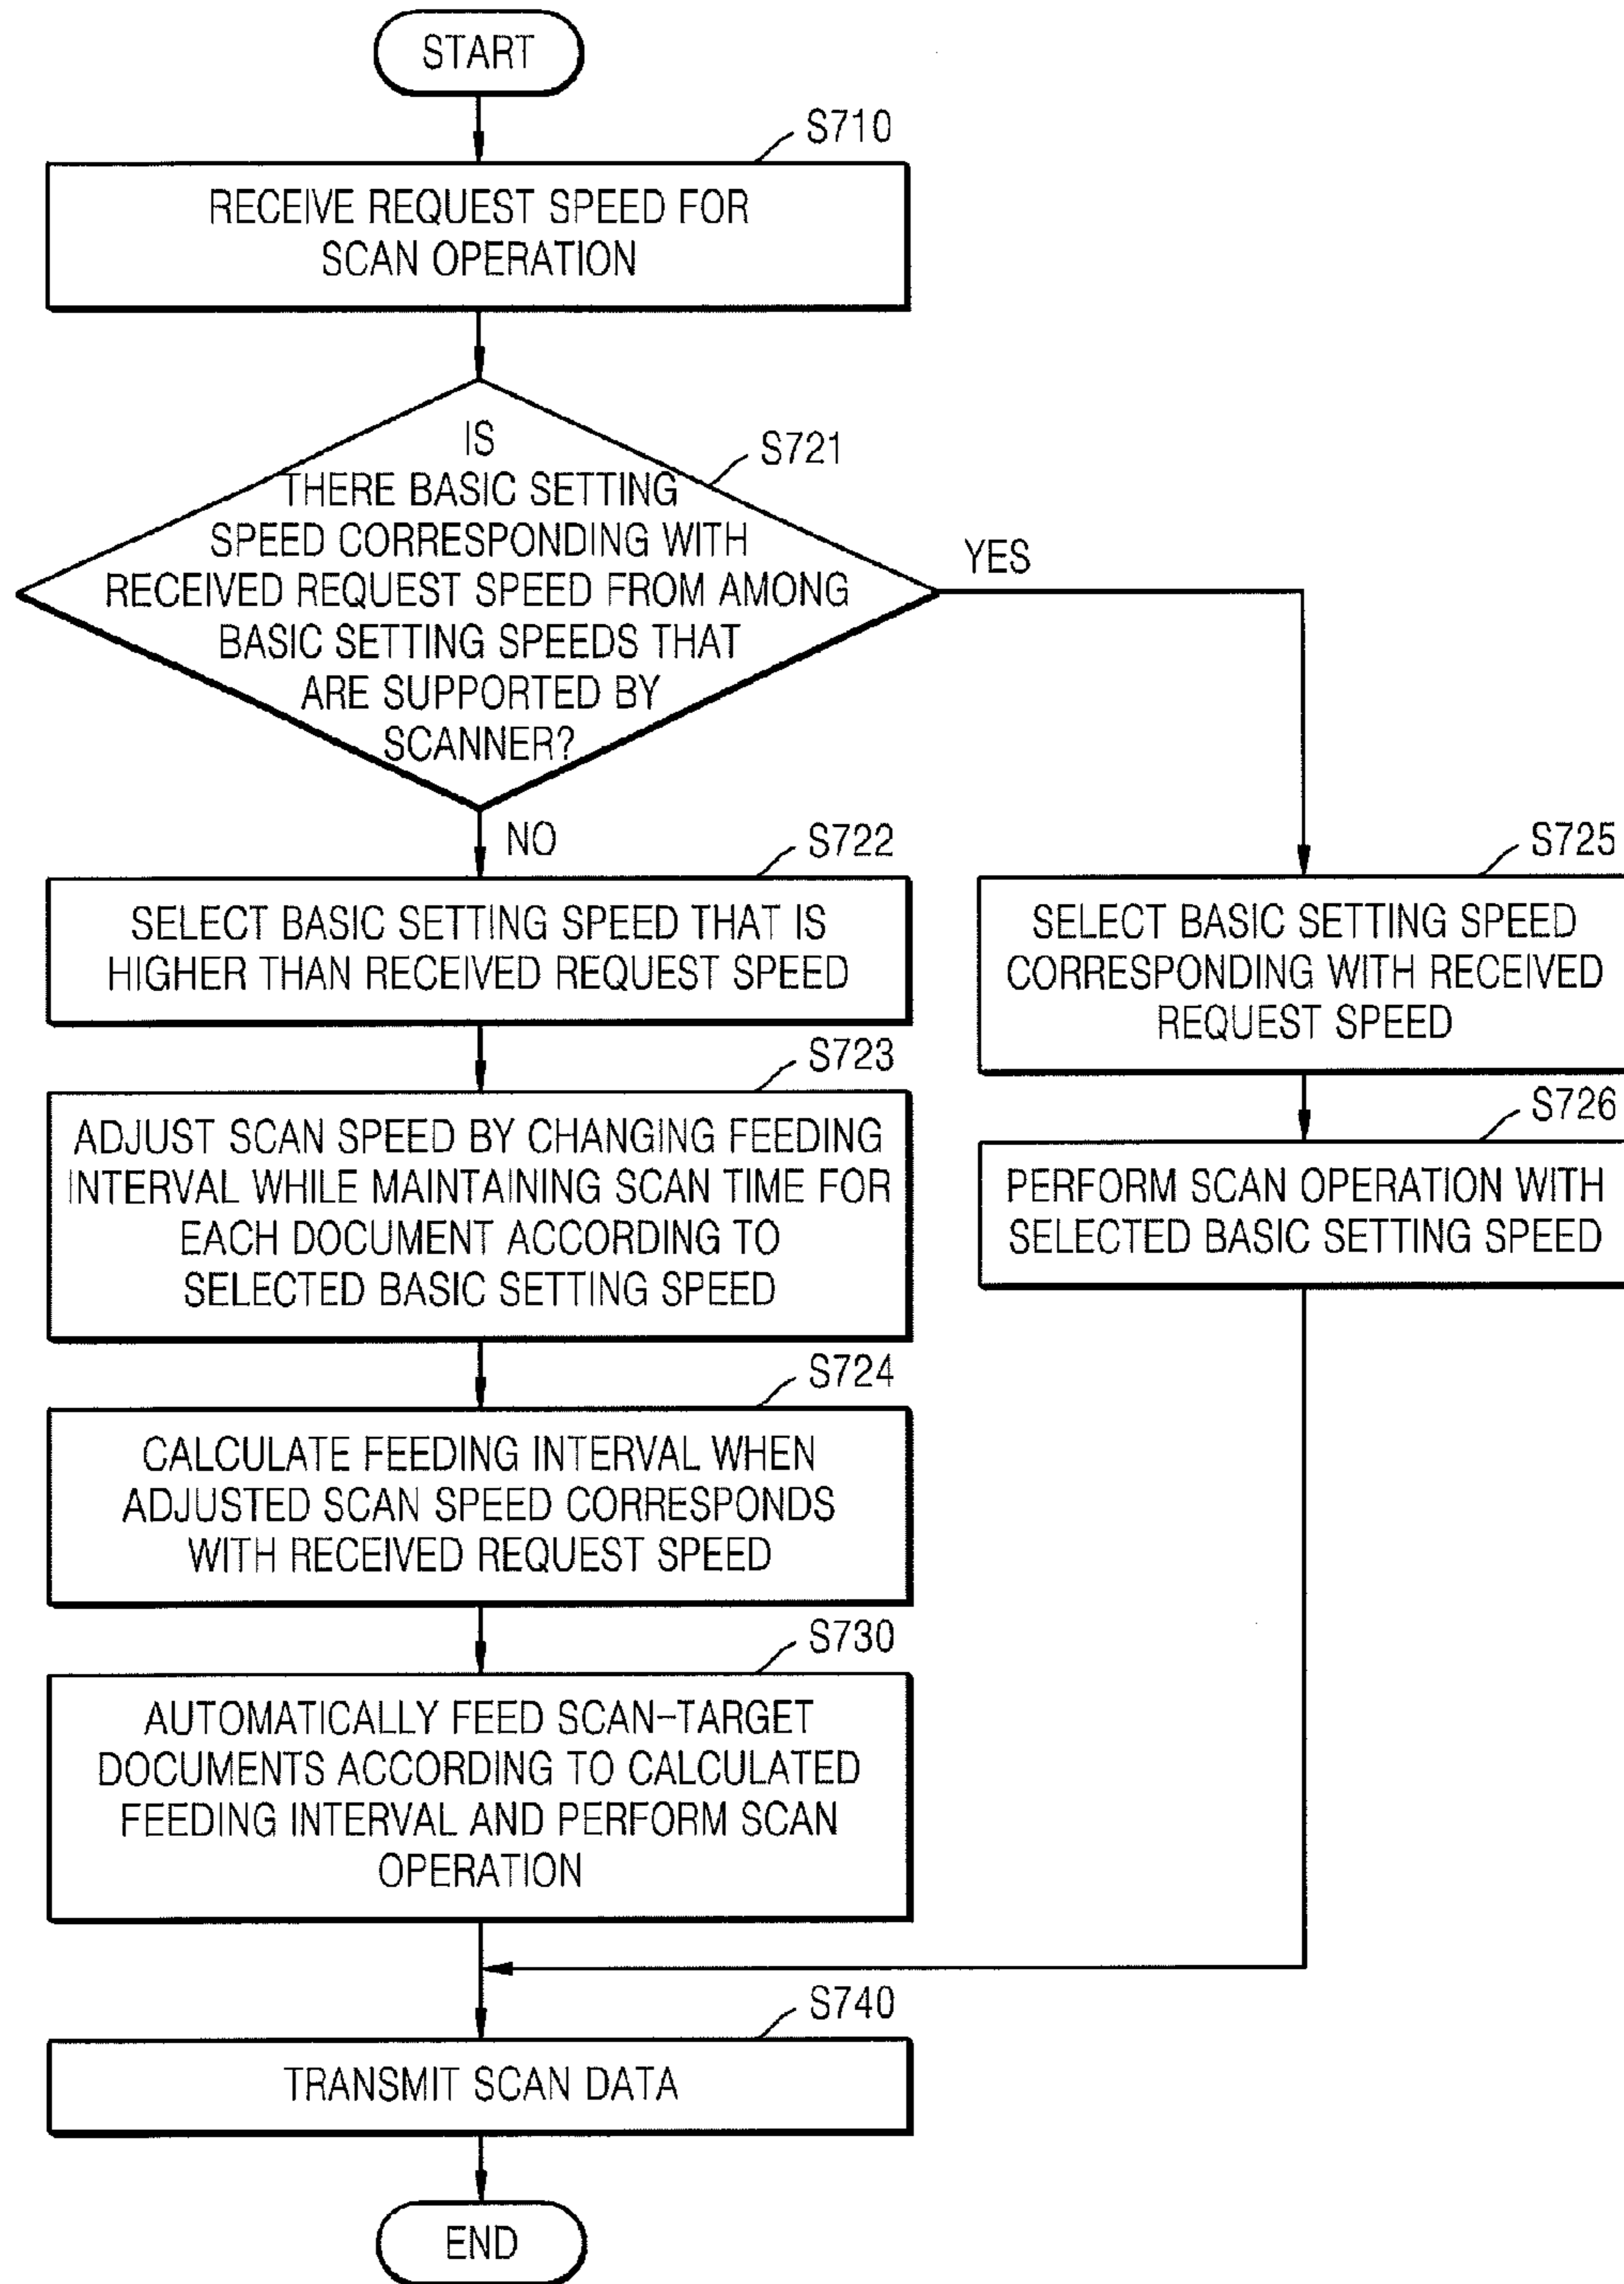 START
S710
RECEIVE REQUEST SPEED FOR
SCAN OPERATION
S721
IS
THERE BASIC SETTING
SPEED CORRESPONDING WITH
RECEIVED REQUEST SPEED FROM AMONG
BASIC SETTING SPEEDS THAT
ARE SUPPORTED BY
SCANNER?
YES
NO
S722
SELECT BASIC SETTING SPEED THAT IS
HIGHER THAN RECEIVED REQUEST SPEED
S723
ADJUST SCAN SPEED BY CHANGING FEEDING
INTERVAL WHILE MAINTAINING SCAN TIME FOR
EACH DOCUMENT ACCORDING TO
SELECTED BASIC SETTING SPEED
S724
CALCULATE FEEDING INTERVAL WHEN
ADJUSTED SCAN SPEED CORRESPONDS
WITH RECEIVED REQUEST SPEED
S730
AUTOMATICALLY FEED SCAN-TARGET
DOCUMENTS ACCORDING TO CALCULATED
FEEDING INTERVAL AND PERFORM SCAN
OPERATION
S725
SELECT BASIC SETTING SPEED
CORRESPONDING WITH RECEIVED
REQUEST SPEED
S726
PERFORM SCAN OPERATION WITH
SELECTED BASIC SETTING SPEED
S740
TRANSMIT SCAN DATA
END